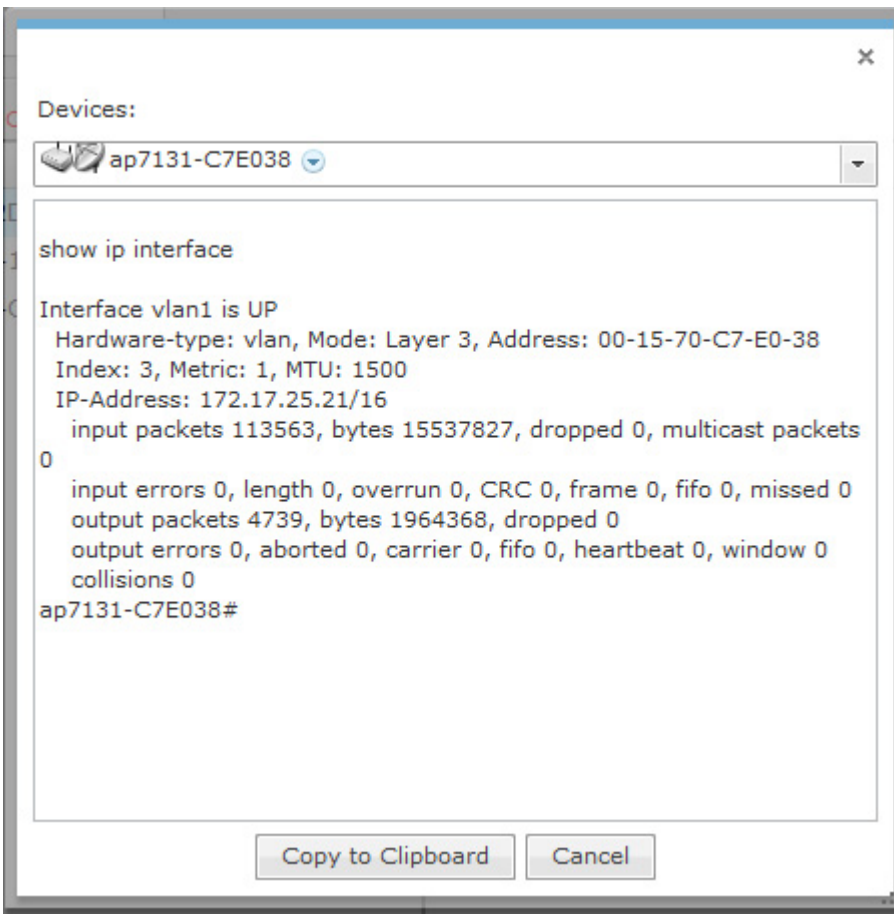 Devices:
ap7131-C7E038
show ip interface
Interface vlan1 is UP
Hardware-type: vlan, Mode: Layer 3, Address: 00-15-70-C7-E0-38
Index: 3, Metric: 1, MTU: 1500
IP-Address: 172.17.25.21/16
input packets 113563, bytes 15537827, dropped 0, multicast packets
0
input errors 0, length 0, overrun 0, CRC 0, frame 0, fifo 0, missed 0
output packets 4739, bytes 1964368, dropped 0
output errors 0, aborted 0, carrier 0, fifo 0, heartbeat 0, window 0
collisions 0
ap7131-C7E038#
Copy to Clipboard
Cancel